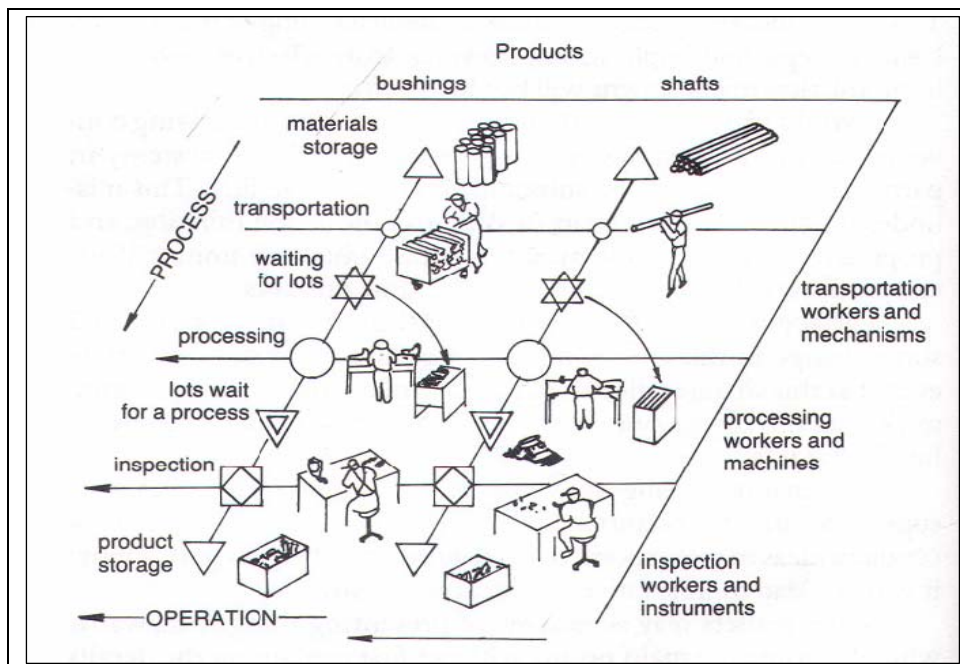 Products
bushings
shafts
materials
storage
PROCESS
transportation
waiting
for lots
transportation
workers and
mechanisms
processing
lots wait
for a process
processing
workers and
machines
inspection
product
storage
inspection
workers and
instruments
OPERATION